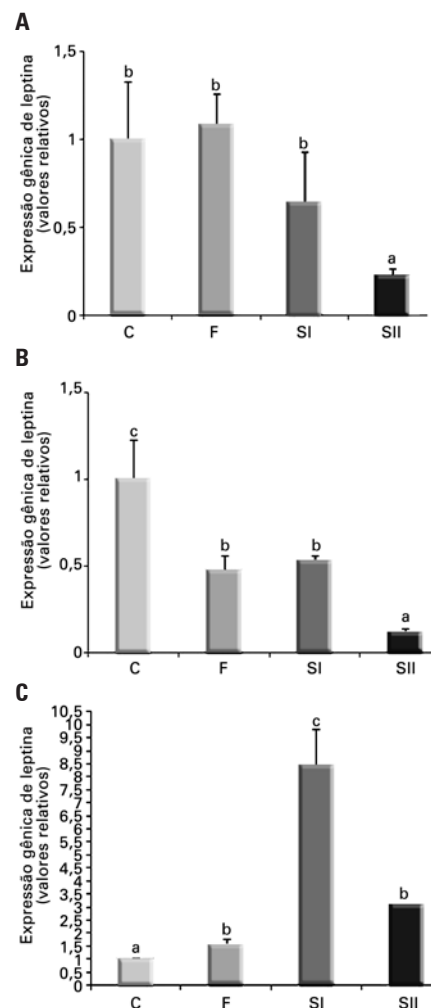 A
Expressão gênica de leptina
(valores relativos)
1,5
1
0,5
0
b
b
b
a
C F SI SII
B
Expressão gênica de leptina
(valores relativos)
1,5
1
0,5
0
c
b
b
a
C F SI SII
C
Expressão gênica de leptina
(valores relativos)
10,5
10
9,5
9
8,5
8
7,5
7
6,5
6
5,5
5
4,5
4
3,5
3
2,5
2
1,5
1
0,5
0
a
b
c
b
C F SI SII